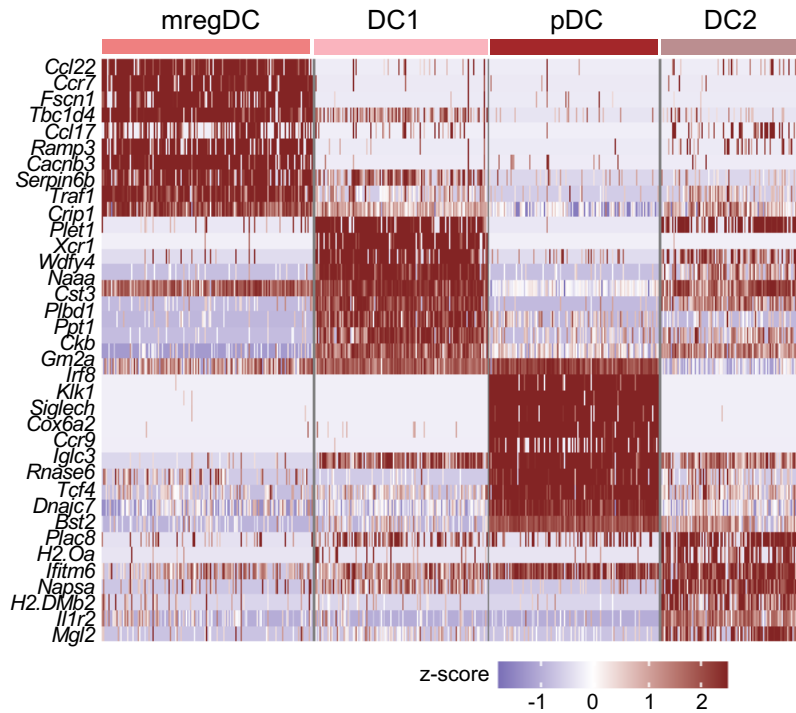 mregDC DC1 pDC DC2
Ccl22
Ccr7
Fscn1
Tbc1d4
Ccl17
Ramp3
Cacnb3
Serpin6b
Traf1
Crip1
Plet1
Xcr1
Wdfy4
Naaa
Cst3
Plbd1
Ppt1
Ckb
Gm2a
Irf8
Klk1
Siglech
Cox6a2
Ccr9
Iglc3
Rnase6
Tcf4
Dnajc7
Bst2
Plac8
H2.Oa
Ifitm6
Napsa
H2.DMb2
Il1r2
Mgl2
z-score
-1 0 1 2